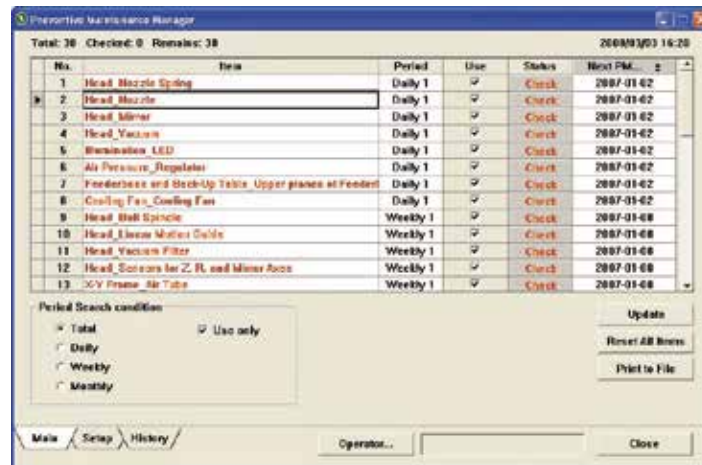 Preventive Maintenance Manager
Total: 30 Checked: 0 Remains: 30 2009/03/03 16:20
No. Item Period Use Status Next PM...
1 Head_Nozzle Spring Daily 1 Check 2007-01-02
2 Head_Nozzle Daily 1 Check 2007-01-02
3 Head_Mirror Daily 1 Check 2007-01-02
4 Head_Vacuum Daily 1 Check 2007-01-02
5 Illumination_LED Daily 1 Check 2007-01-02
6 Air Pressure_Regulator Daily 1 Check 2007-01-02
7 Feederbase and Back-Up Table_Upper planes of Feeder Daily 1 Check 2007-01-02
8 Cooling Fan_Cooling Fan Daily 1 Check 2007-01-02
9 Head_Ball Spindle Weekly 1 Check 2007-01-08
10 Head_Linear Motion Guide Weekly 1 Check 2007-01-08
11 Head_Vacuum Filter Weekly 1 Check 2007-01-08
12 Head_Sensors for Z, R, and Mirror Axes Weekly 1 Check 2007-01-08
13 X-Y Frame_Air Tube Weekly 1 Check 2007-01-08
Period Search condition
Total Use only
Daily
Weekly
Monthly
Update
Reset All Items
Print to File
Main Setup History
Operator... Close